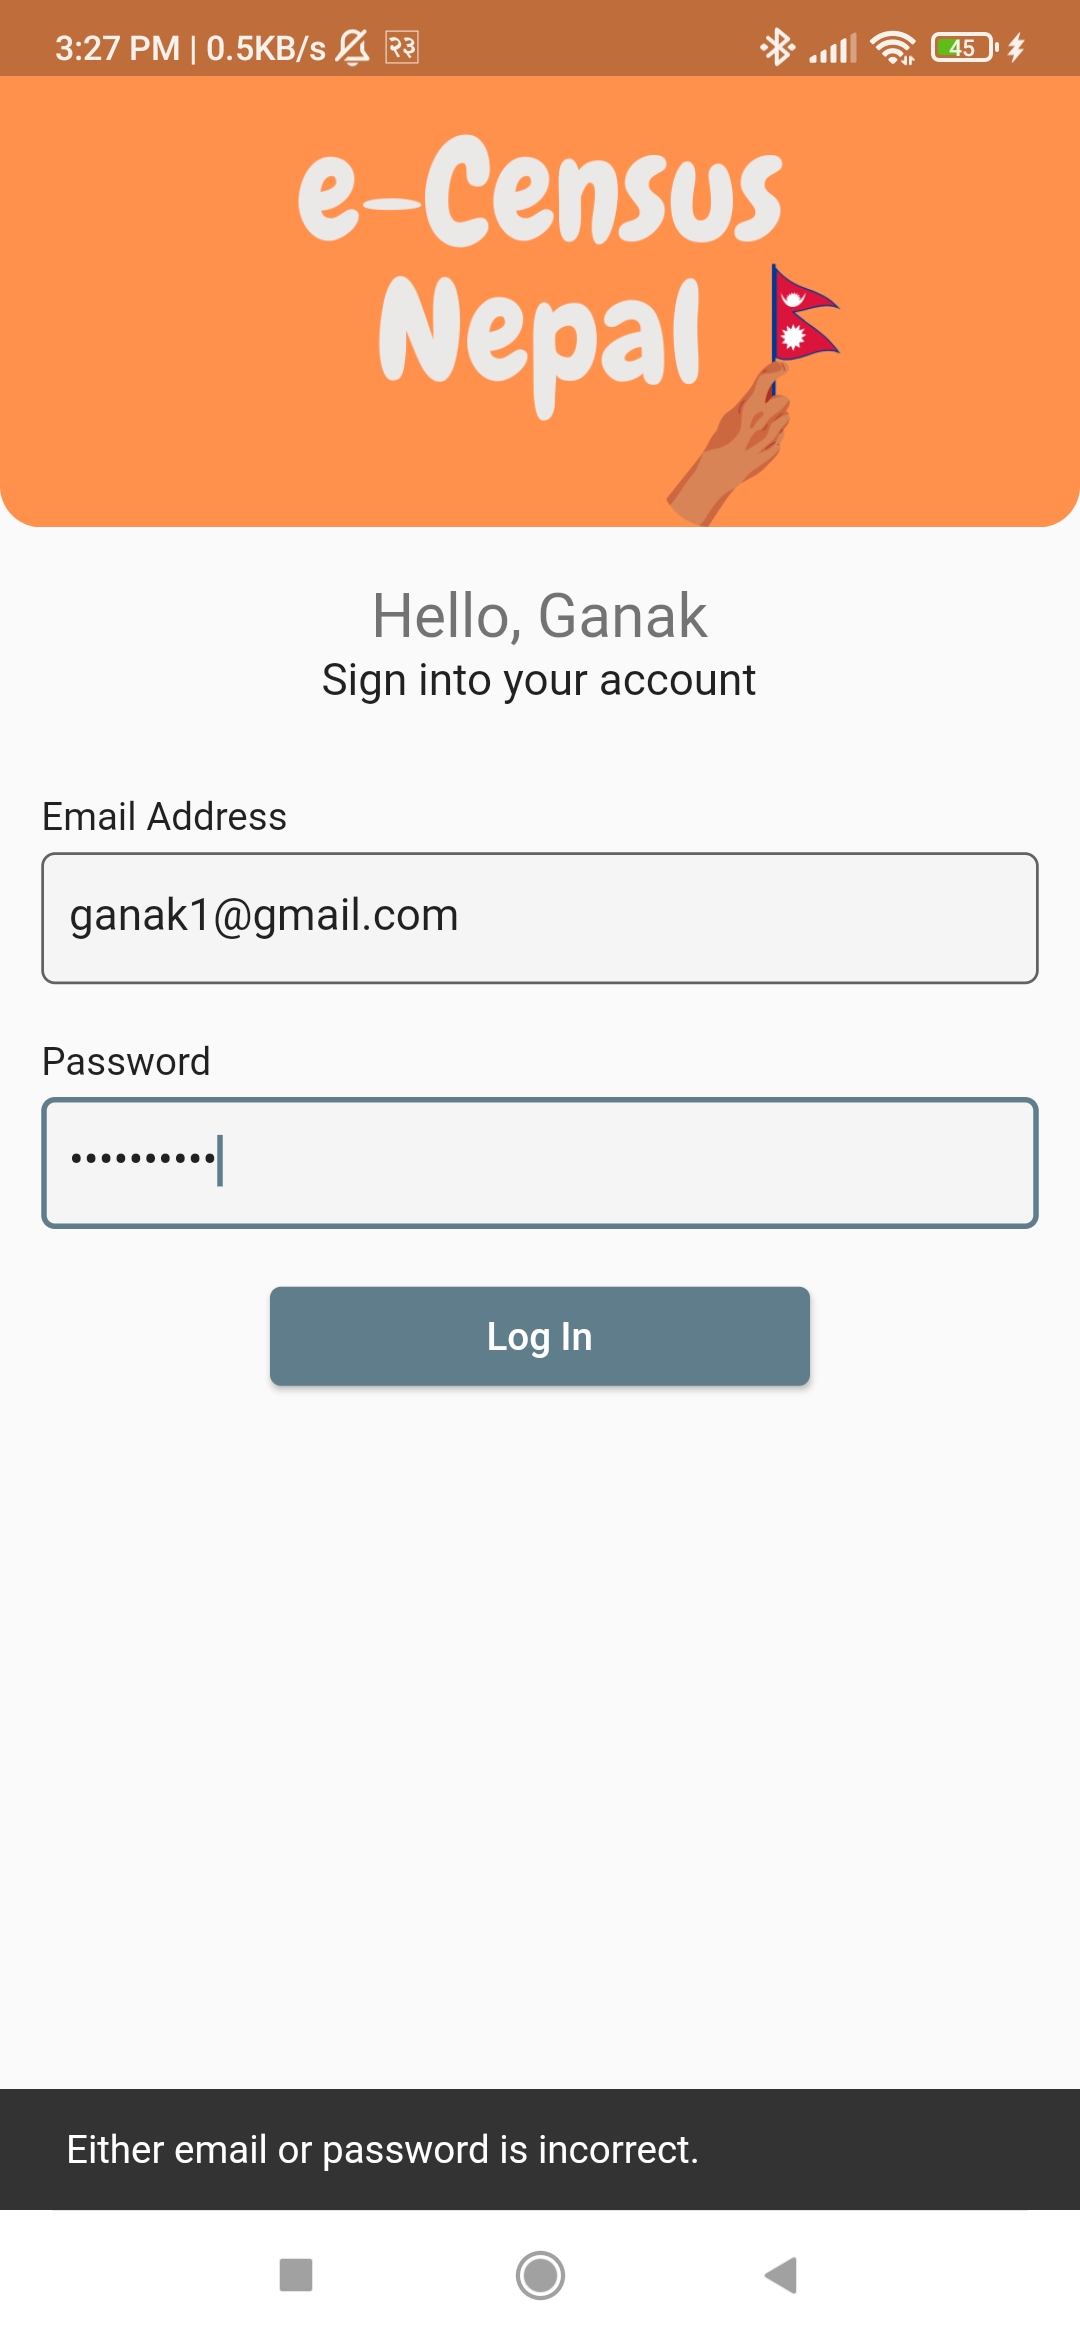 3:27 PM | 0.5KB/s २३ 45
e-Census
Nepal
Hello, Ganak
Sign into your account
Email Address
ganak1@gmail.com
Password
••••••••••
Log In
Either email or password is incorrect.